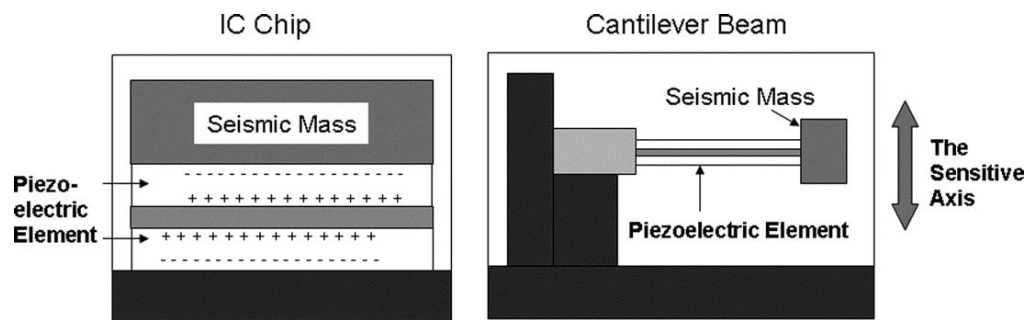 IC Chip
Seismic Mass
Piezo-
electric
Element
- - - - - - - - - - - - - - - - - -
+ + + + + + + + + + + + + +
+ + + + + + + + + + + + + +
- - - - - - - - - - - - - - - - - -
Cantilever Beam
Seismic Mass
Piezoelectric Element
The
Sensitive
Axis